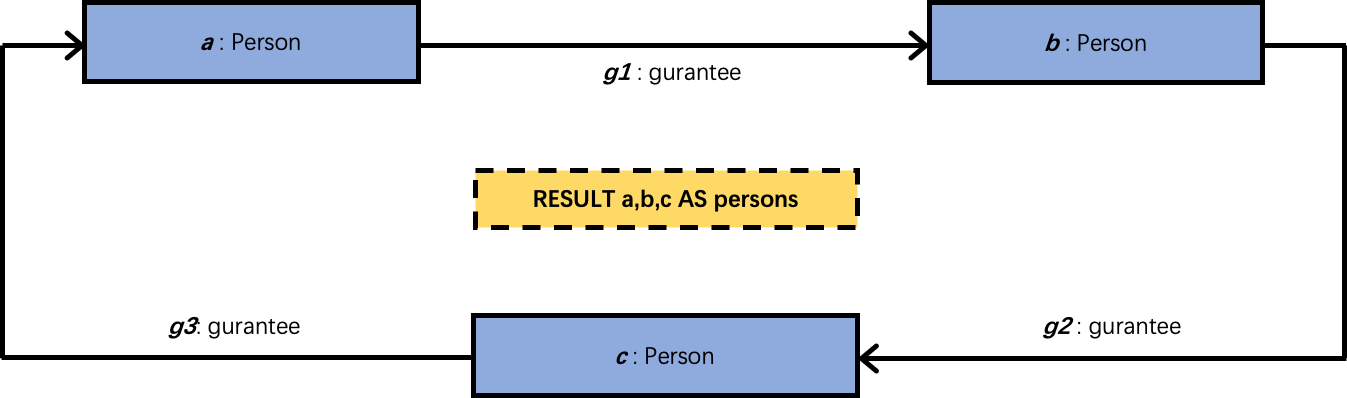 a : Person
b : Person
g1 : gurantee
RESULT a,b,c AS persons
g3: gurantee
g2 : gurantee
c : Person